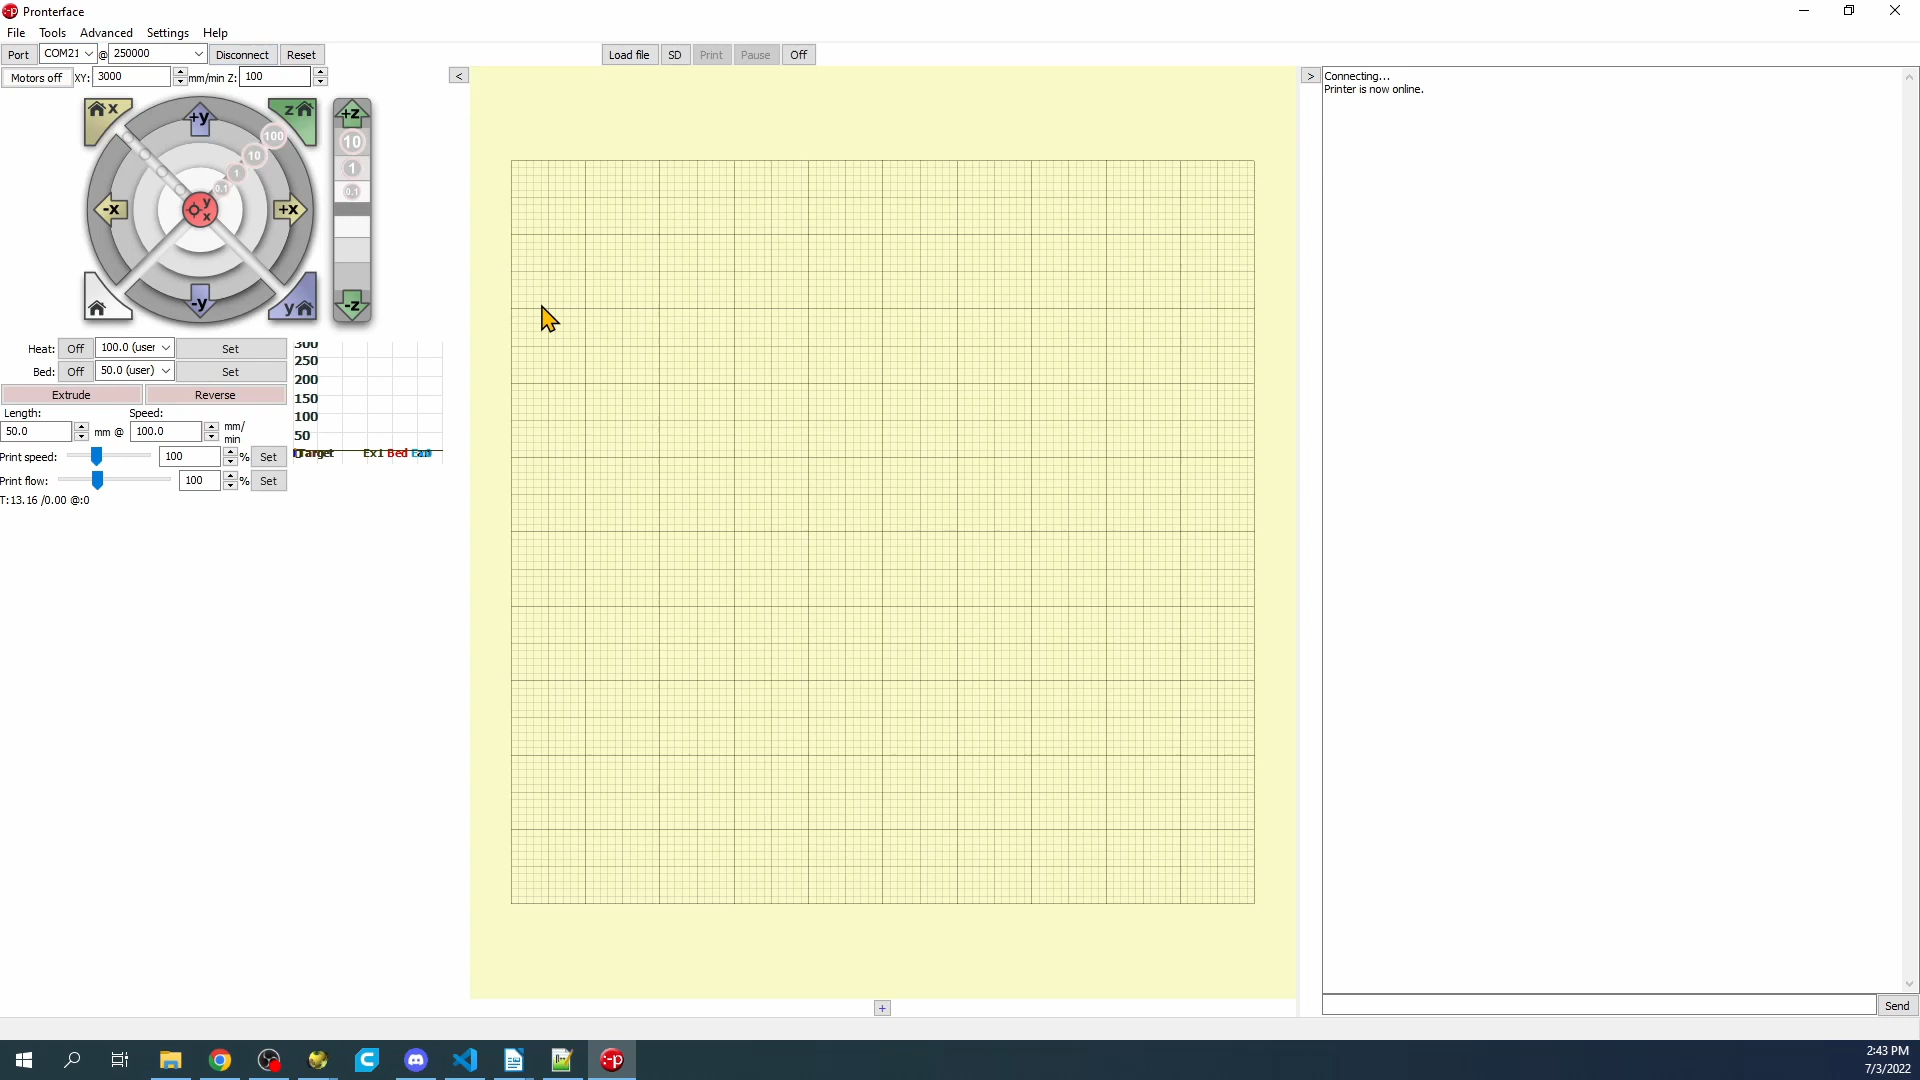 Pronterface
File Tools Advanced Settings Help
Port COM21 @ 250000 Disconnect Reset Load file SD Print Pause Off
Motors off XY: 3000 mm/min Z: 100 < > Connecting...
Printer is now online.
x +y z +z
100 10
10 1
1 0.1
0.1
-x y x +x
-y y -z
Heat: Off 100.0 (user Set 300
250
Bed: Off 50.0 (user) Set 200
Extrude Reverse 150
Length: Speed: 100
50.0 mm @ 100.0 mm/
min 50
Print speed: 100 % Set Target Ex1 Bed
Print flow: 100 % Set
T:13.16 /0.00 @:0
+ Send
2:43 PM
7/3/2022